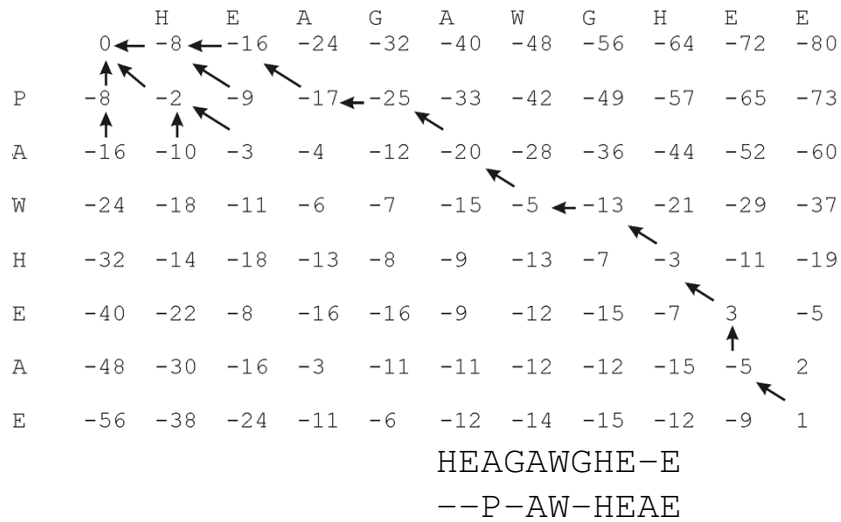 H E A G A W G H E E
0 -8 -16 -24 -32 -40 -48 -56 -64 -72 -80
P -8 -2 -9 -17 -25 -33 -42 -49 -57 -65 -73
A -16 -10 -3 -4 -12 -20 -28 -36 -44 -52 -60
W -24 -18 -11 -6 -7 -15 -5 -13 -21 -29 -37
H -32 -14 -18 -13 -8 -9 -13 -7 -3 -11 -19
E -40 -22 -8 -16 -16 -9 -12 -15 -7 3 -5
A -48 -30 -16 -3 -11 -11 -12 -12 -15 -5 2
E -56 -38 -24 -11 -6 -12 -14 -15 -12 -9 1
HEAGAWGHE-E
--P-AW-HEAE